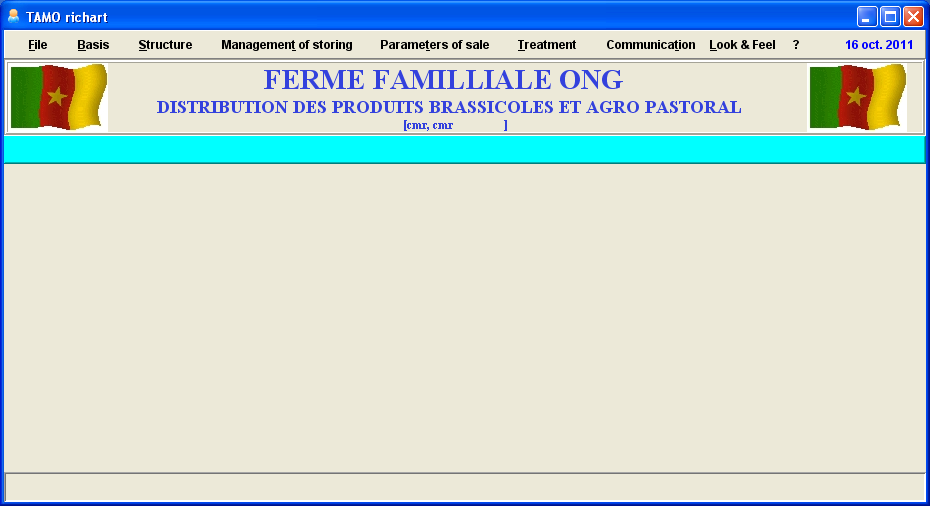 TAMO richart
File Basis Structure Management of storing Parameters of sale Treatment Communication Look & Feel ? 16 oct. 2011
FERME FAMILLIALE ONG
DISTRIBUTION DES PRODUITS BRASSICOLES ET AGRO PASTORAL
[cmr, cmr ]